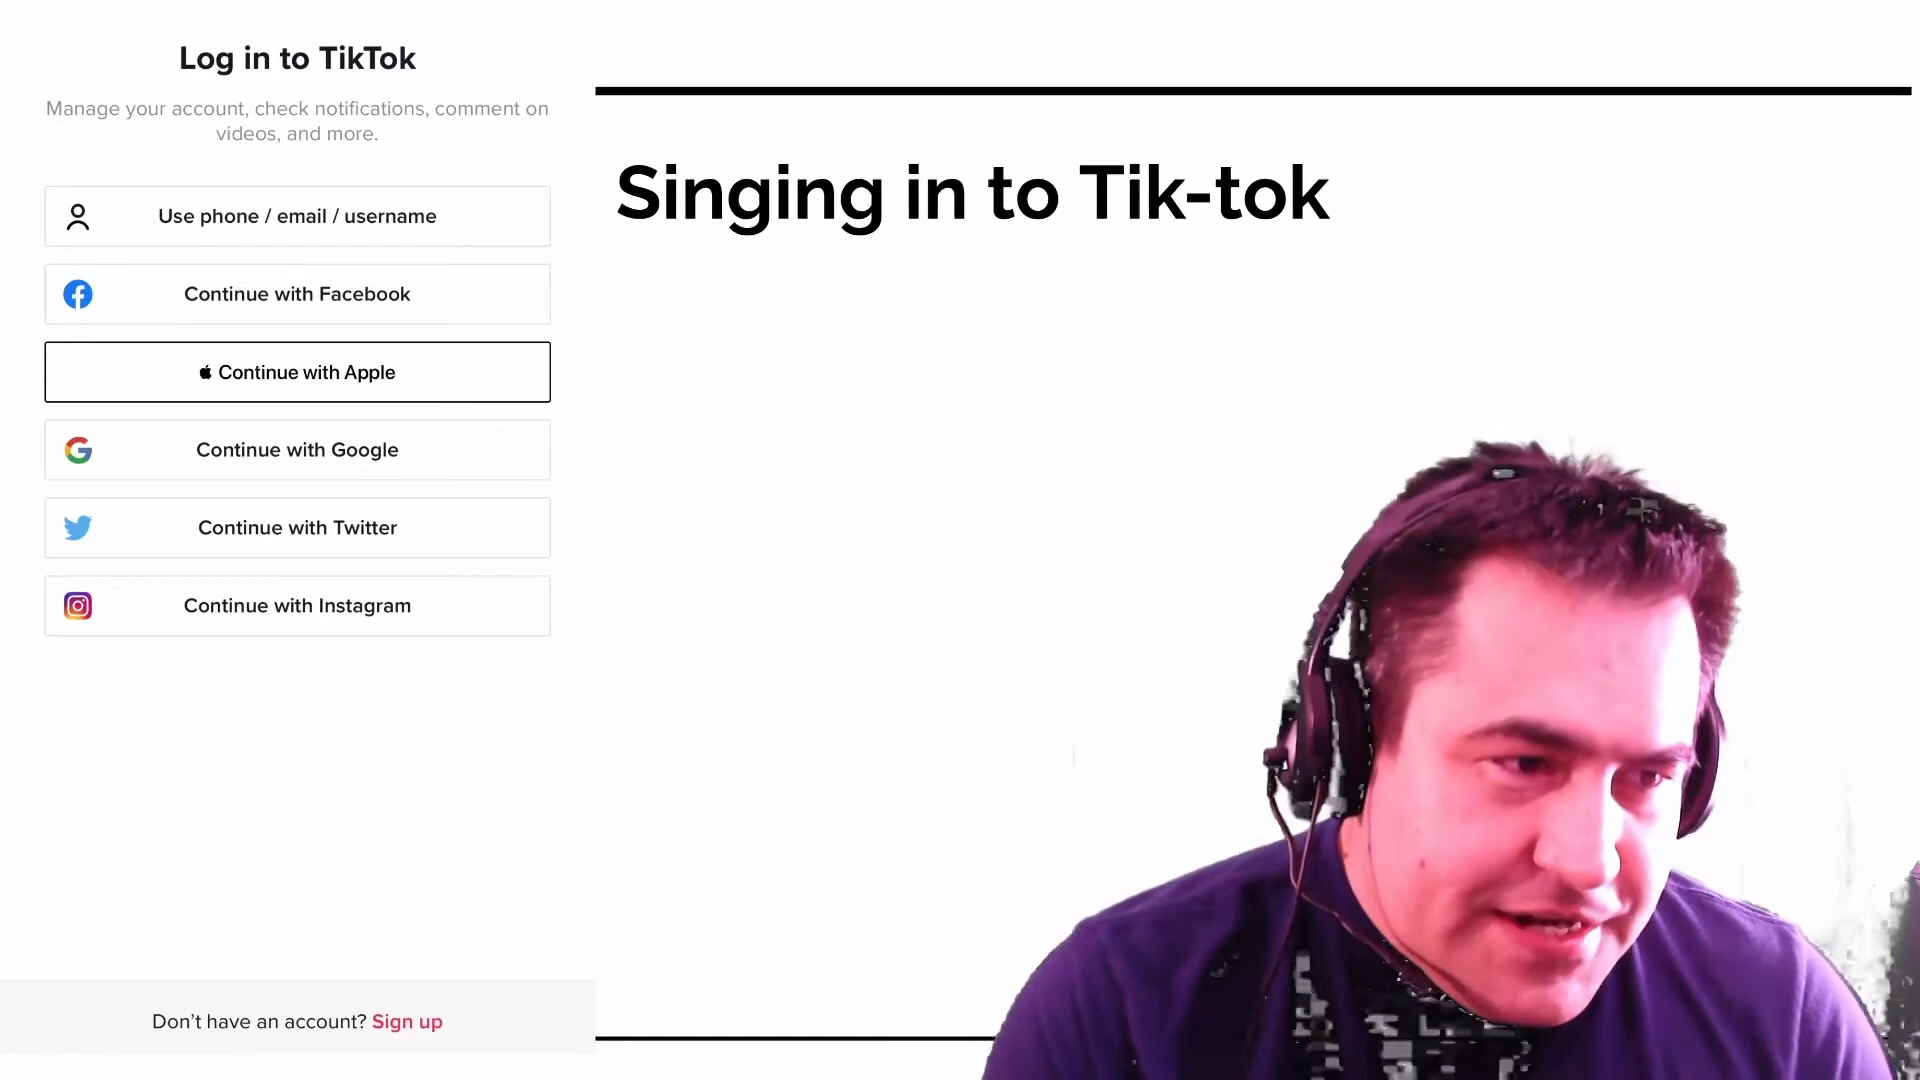 Log in to TikTok
Manage your account, check notifications, comment on
videos, and more.
Use phone / email / username
Continue with Facebook
Continue with Apple
Continue with Google
Continue with Twitter
Continue with Instagram
Don’t have an account? Sign up
Singing in to Tik-tok